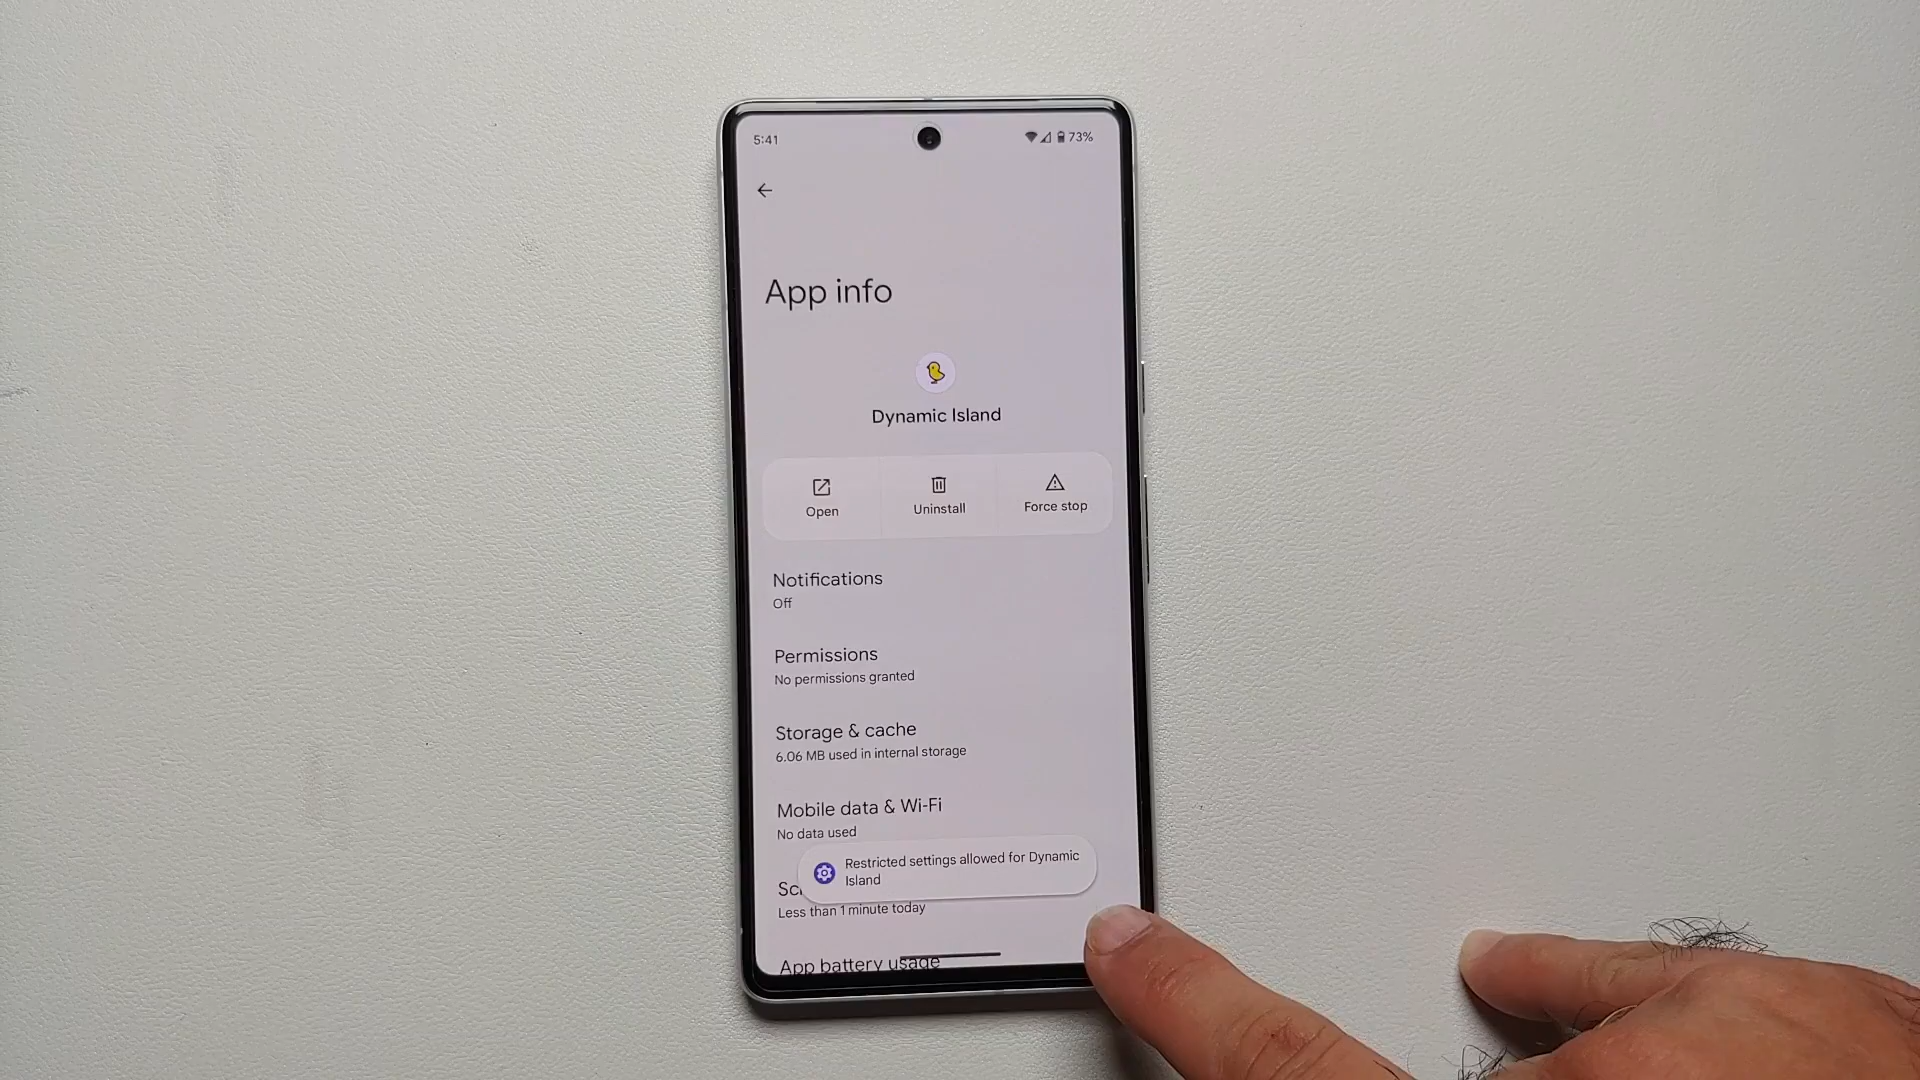 5:41
73%
App info
Dynamic Island
Open
Uninstall
Force stop
Notifications
Off
Permissions
No permissions granted
Storage & cache
6.06 MB used in internal storage
Mobile data & Wi-Fi
No data used
Restricted settings allowed for Dynamic
Island
Less than 1 minute today
App battery usage